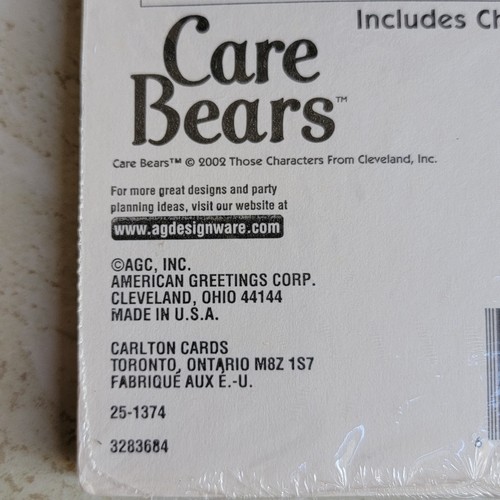 Includes
Care
Bears™
Care Bears™ © 2002 Those Characters From Cleveland, Inc.
For more great designs and party
planning ideas, visit our website at
www.agdesignware.com
©AGC, INC.
AMERICAN GREETINGS CORP.
CLEVELAND, OHIO 44144
MADE IN U.S.A.
CARLTON CARDS
TORONTO, ONTARIO M8Z 1S7
FABRIQUÉ AUX É.-U.
25-1374
3283684
6